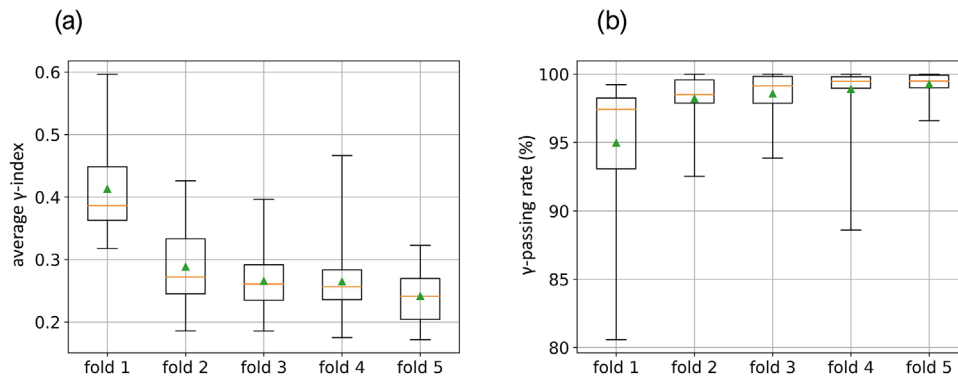 (a)
(b)
average γ-index
0.6
0.5
0.4
0.3
0.2
fold 1 fold 2 fold 3 fold 4 fold 5
γ-passing rate (%)
100
95
90
85
80
fold 1 fold 2 fold 3 fold 4 fold 5